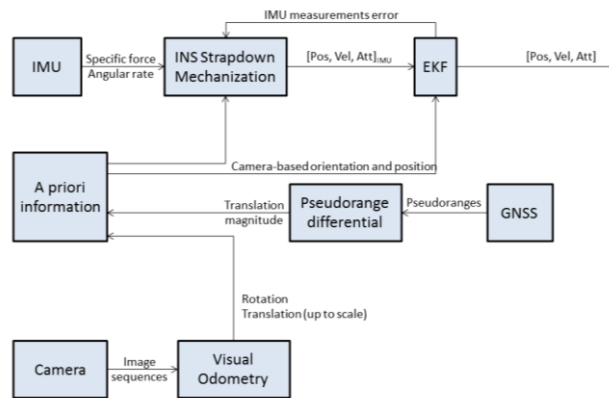 IMU measurements error
IMU
Specific force
Angular rate
INS Strapdown
Mechanization
[Pos, Vel, Att]IMU
EKF
[Pos, Vel, Att]
Camera-based orientation and position
A priori
information
Translation
magnitude
Pseudorange
differential
Pseudoranges
GNSS
Rotation
Translation (up to scale)
Camera
Image
sequences
Visual
Odometry